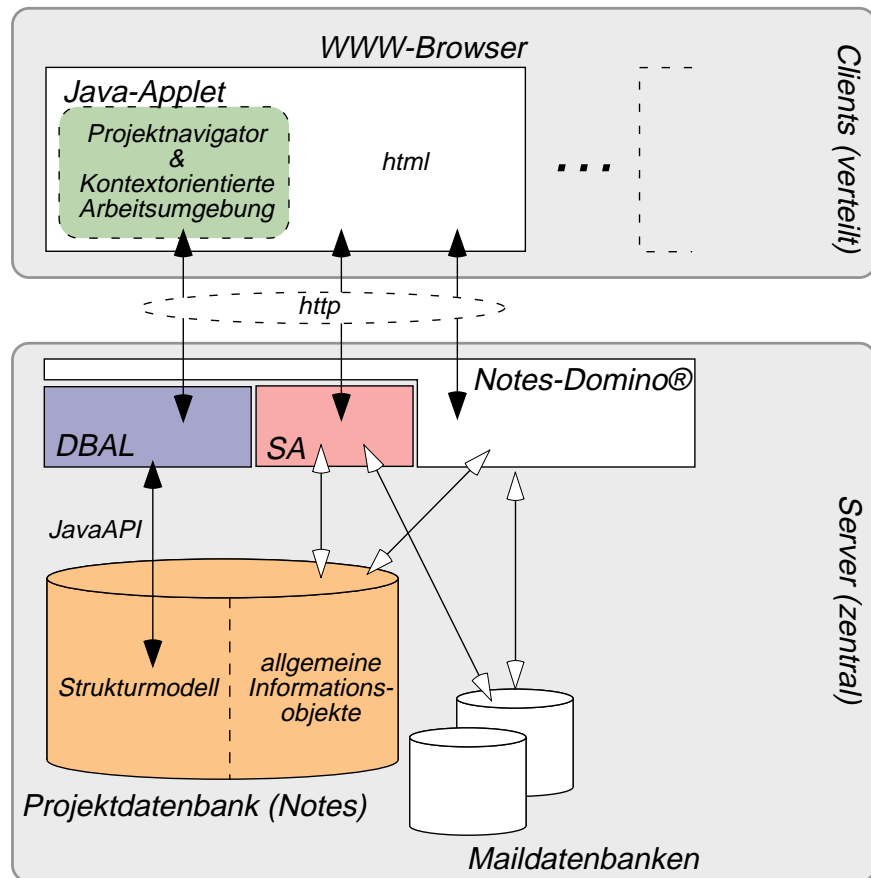 WWW-Browser
Java-Applet
Projektnavigator
&
Kontextorientierte
Arbeitsumgebung
html
...
Clients (verteilt)
http
Notes-Domino®
DBAL
SA
JavaAPI
Server (zentral)
Strukturmodell
allgemeine
Informations-
objekte
Projektdatenbank (Notes)
Maildatenbanken